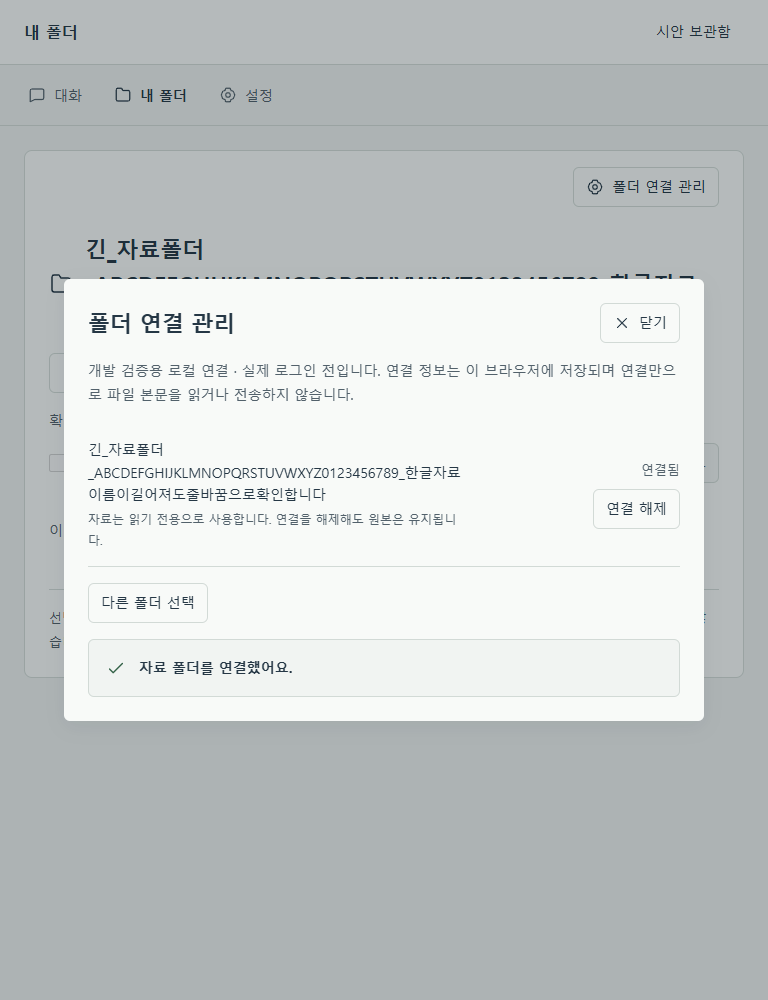 내 폴더
시안 보관함
대화
내 폴더
설정
폴더 연결 관리
긴_자료폴더
폴더 연결 관리
닫기
개발 검증용 로컬 연결 · 실제 로그인 전입니다. 연결 정보는 이 브라우저에 저장되며 연결만으
로 파일 본문을 읽거나 전송하지 않습니다.
긴_자료폴더
_ABCDEFGHIJKLMNOPQRSTUVWXYZ0123456789_한글자료
이름이길어져도줄바꿈으로확인합니다
자료는 읽기 전용으로 사용합니다. 연결을 해제해도 원본은 유지됩니
다.
연결됨
연결 해제
다른 폴더 선택
자료 폴더를 연결했어요.